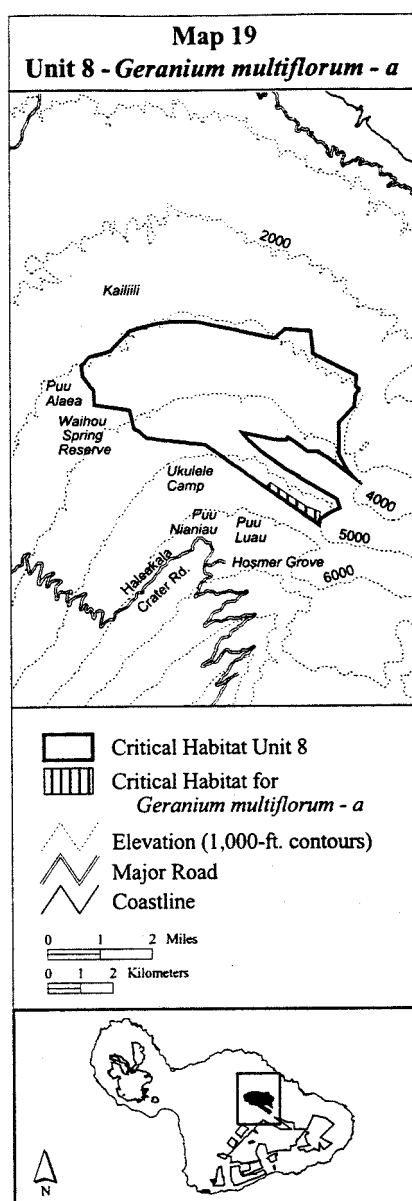 Map 19
Unit 8 - Geranium multiflorum - a
2000
Kailiili
Puu
Alaea
Waihou
Spring
Reserve
Ukulele
Camp
4000
Puu
Nianiau
Puu
Luau
5000
Haleakala
Crater Rd.
Hosmer Grove
6000
Critical Habitat Unit 8
Critical Habitat for
Geranium multiflorum - a
Elevation (1,000-ft. contours)
Major Road
Coastline
0 1 2 Miles
0 1 2 Kilometers
N